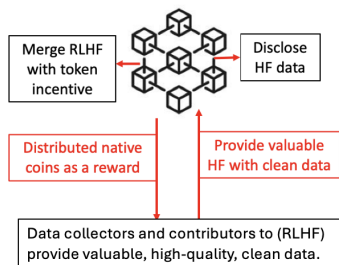 Merge RLHF
with token
incentive
Disclose
HF data
Distributed native
coins as a reward
Provide valuable
HF with clean data
Data collectors and contributors to (RLHF)
provide valuable, high-quality, clean data.